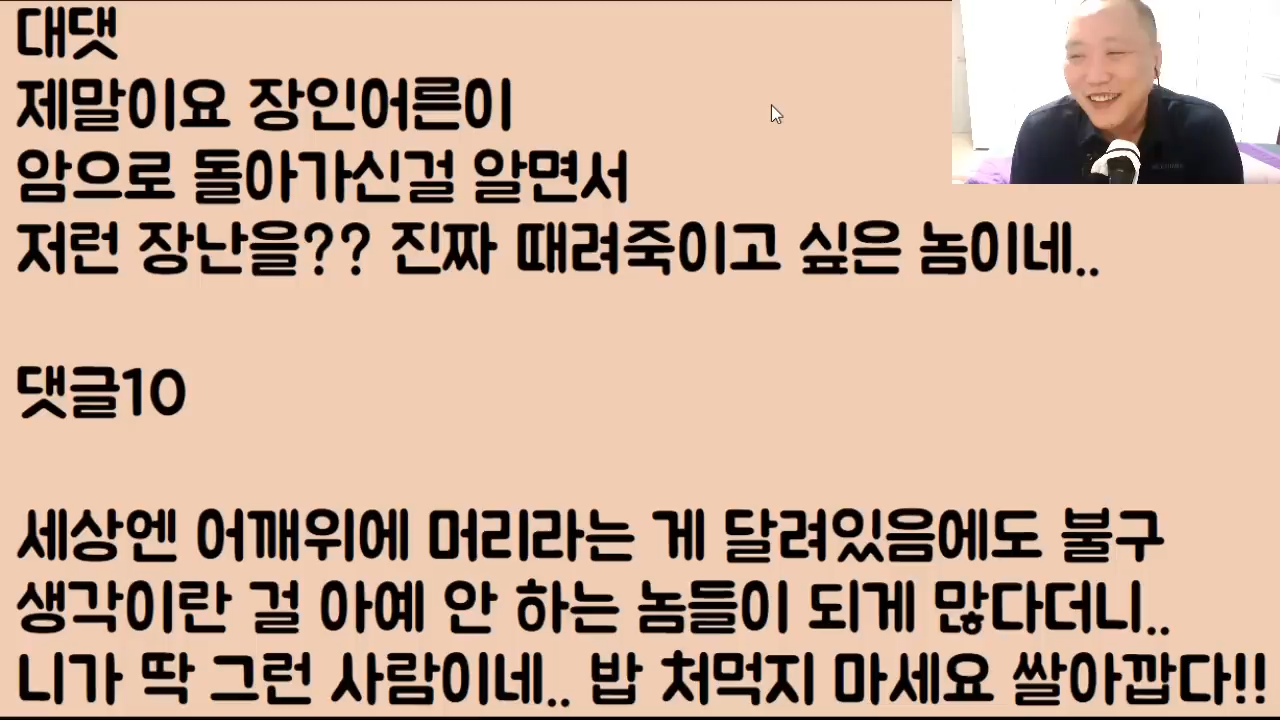 대댓
제말이요 장인어른이
암으로 돌아가신걸 알면서
저런 장난을?? 진짜 때려죽이고 싶은 놈이네..
댓글10
세상엔 어깨위에 머리라는 게 달려있음에도 불구
생각이란 걸 아예 안 하는 놈들이 되게 많다더니..
니가 딱 그런 사람이네.. 밥 처먹지 마세요 쌀아깝다!!